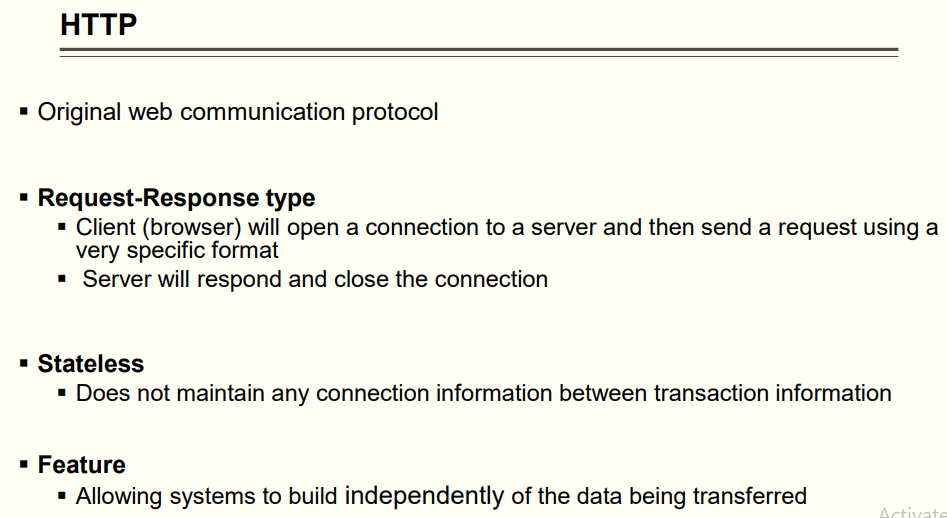 HTTP
▪ Original web communication protocol
▪ Request-Response type
▪ Client (browser) will open a connection to a server and then send a request using a
very specific format
▪ Server will respond and close the connection
▪ Stateless
▪ Does not maintain any connection information between transaction information
▪ Feature
▪ Allowing systems to build independently of the data being transferred
Activate